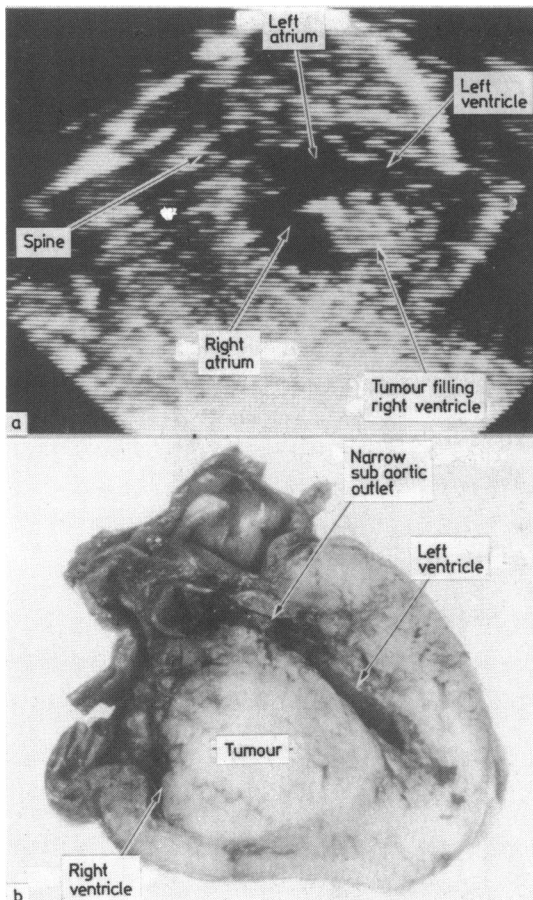 Left
atrium
Left
ventricle
Spine
Right
atrium
Tumour filling
right ventricle
a
Narrow
sub aortic
outlet
Left
ventricle
Tumour
Right
ventricle
b